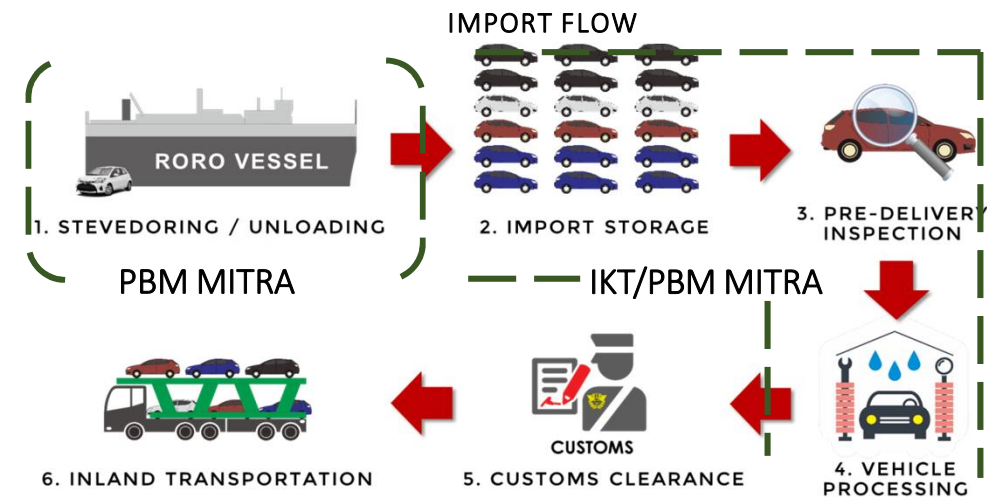 IMPORT FLOW
RORO VESSEL
1. STEVEDORING / UNLOADING
2. IMPORT STORAGE
3. PRE-DELIVERY
INSPECTION
PBM MITRA
IKT/PBM MITRA
CUSTOMS
6. INLAND TRANSPORTATION
5. CUSTOMS CLEARANCE
4. VEHICLE
PROCESSING